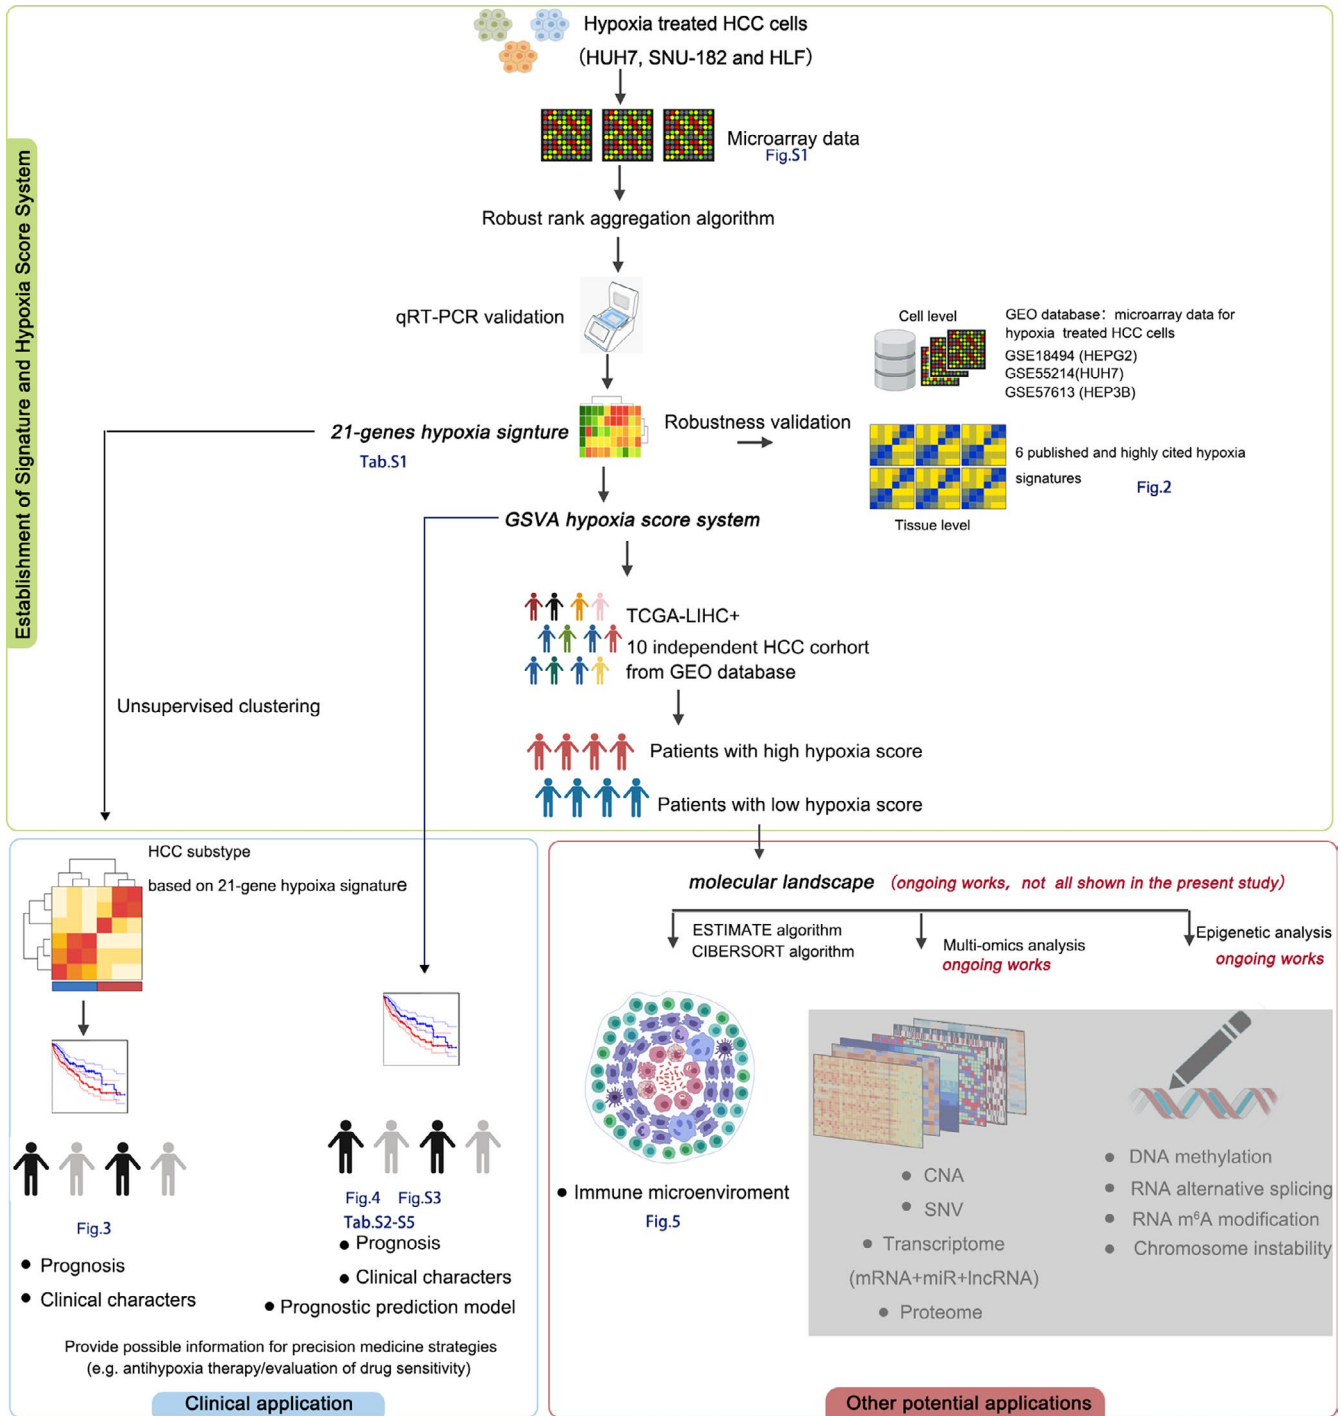 Hypoxia treated HCC cells
(HUH7, SNU-182 and HLF)
Microarray data
Fig.S1
Robust rank aggregation algorithm
qRT-PCR validation
Cell level
GEO database: microarray data for
hypoxia treated HCC cells
GSE18494 (HEPG2)
GSE55214(HUH7)
GSE57613 (HEP3B)
21-genes hypoxia signture
Tab.S1
Robustness validation
6 published and highly cited hypoxia
signatures
Fig.2
Tissue level
GSVA hypoxia score system
TCGA-LIHC+
10 independent HCC corhort
from GEO database
Unsupervised clustering
Patients with high hypoxia score
Patients with low hypoxia score
Establishment of Signature and Hypoxia Score System
HCC substype
based on 21-gene hypoixa signature
Fig.3
Prognosis
Clinical characters
Fig.4 Fig.S3
Tab.S2-S5
Prognosis
Clinical characters
Prognostic prediction model
Provide possible information for precision medicine strategies
(e.g. antihypoxia therapy/evaluation of drug sensitivity)
Clinical application
molecular landscape (ongoing works, not all shown in the present study)
ESTIMATE algorithm
CIBERSORT algorithm
Multi-omics analysis
ongoing works
Epigenetic analysis
ongoing works
Immune microenviroment
Fig.5
CNA
SNV
Transcriptome
(mRNA+miR+lncRNA)
Proteome
DNA methylation
RNA alternative splicing
RNA m⁶A modification
Chromosome instability
Other potential applications